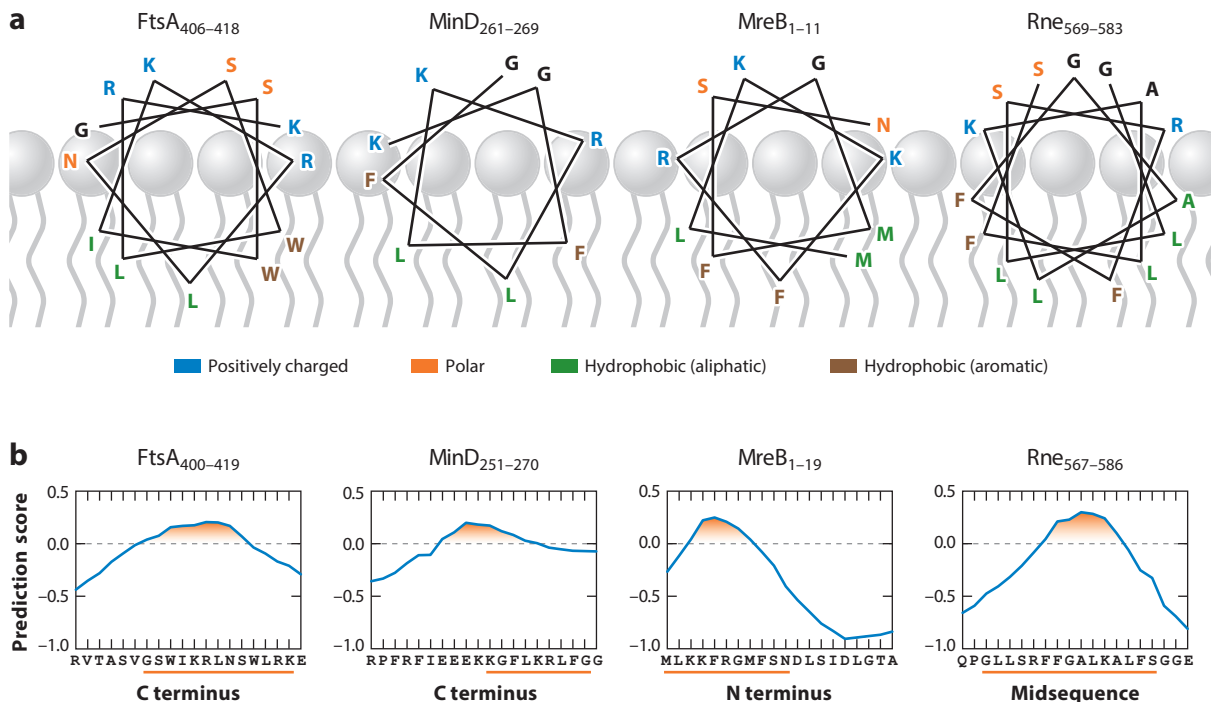 a
FtsA406–418
K
S
R
S
G
K
N
R
I
W
L
W
L
MinD261–269
G
G
K
K
R
F
L
F
L
MreB1–11
K
G
S
N
R
K
L
M
F
M
F
Rne569–583
S
G
G
S
A
K
R
F
A
F
L
L
L
L
F
Positively charged
Polar
Hydrophobic (aliphatic)
Hydrophobic (aromatic)
b
Prediction score
FtsA400–419
0.5
0.0
−0.5
−1.0
RVTASVGSWIKRLNSWLRKE
C terminus
MinD251–270
0.5
0.0
−0.5
−1.0
RPFRFIEEEKKGFLKRLFGG
C terminus
MreB1–19
0.5
0.0
−0.5
−1.0
MLKKFRGMFSNDLSIDLGTA
N terminus
Rne567–586
0.5
0.0
−0.5
−1.0
QPGLLSRFFGALKALFSGGE
Midsequence